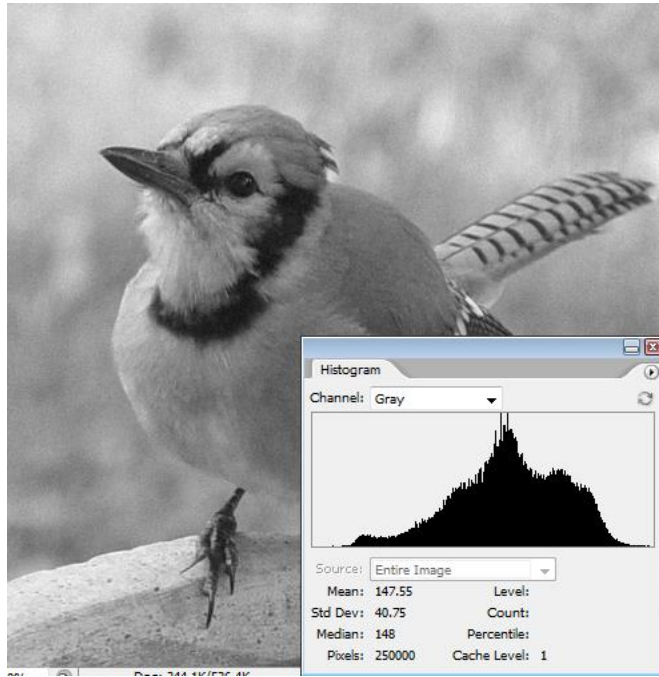 Histogram
Channel: Gray
Source: Entire Image
Mean: 147.55 Level:
Std Dev: 40.75 Count:
Median: 148 Percentile:
Pixels: 250000 Cache Level: 1